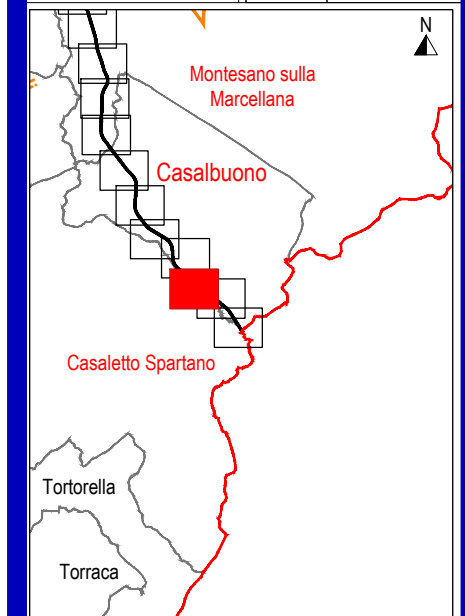 N
Montesano sulla
Marcellana
Casalbuono
Casaletto Spartano
Tortorella
Torraca